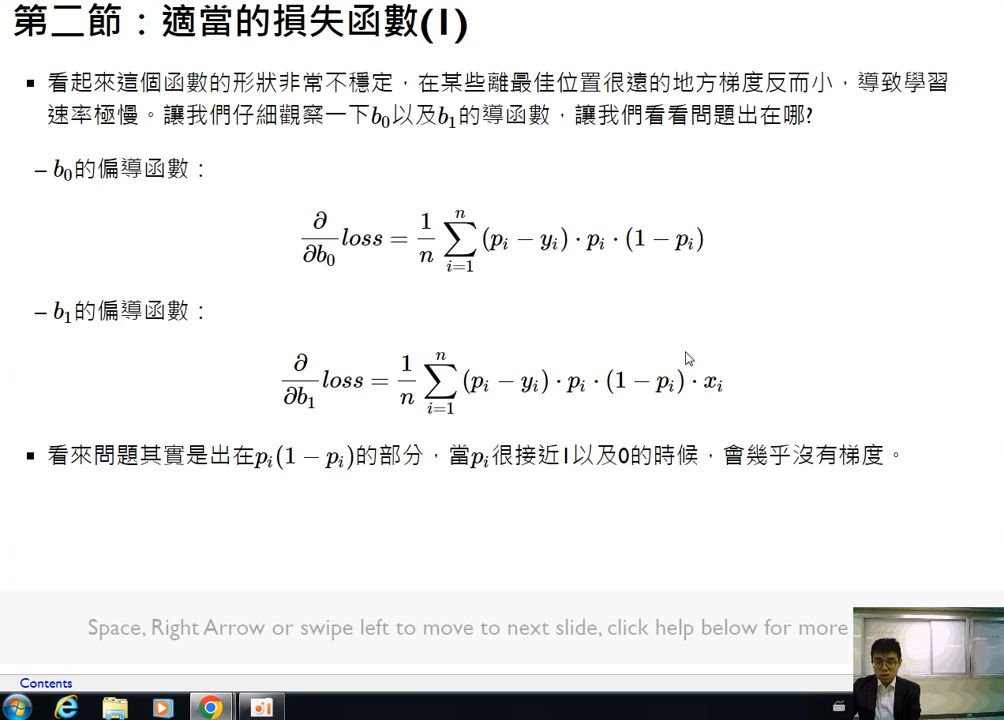 第二節：適當的損失函數(1)
▪ 看起來這個函數的形狀非常不穩定，在某些離最佳位置很遠的地方梯度反而小，導致學習
速率極慢。讓我們仔細觀察一下b₀以及b₁的導函數，讓我們看看問題出在哪?
– b₀的偏導函數：
∂/∂b₀ loss = 1/n ∑ᵢ₌₁ⁿ (pᵢ − yᵢ) · pᵢ · (1 − pᵢ)
– b₁的偏導函數：
∂/∂b₁ loss = 1/n ∑ᵢ₌₁ⁿ (pᵢ − yᵢ) · pᵢ · (1 − pᵢ) · xᵢ
▪ 看來問題其實是出在pᵢ(1 − pᵢ)的部分，當pᵢ很接近1以及0的時候，會幾乎沒有梯度。
Space, Right Arrow or swipe left to move to next slide, click help below for more
Contents